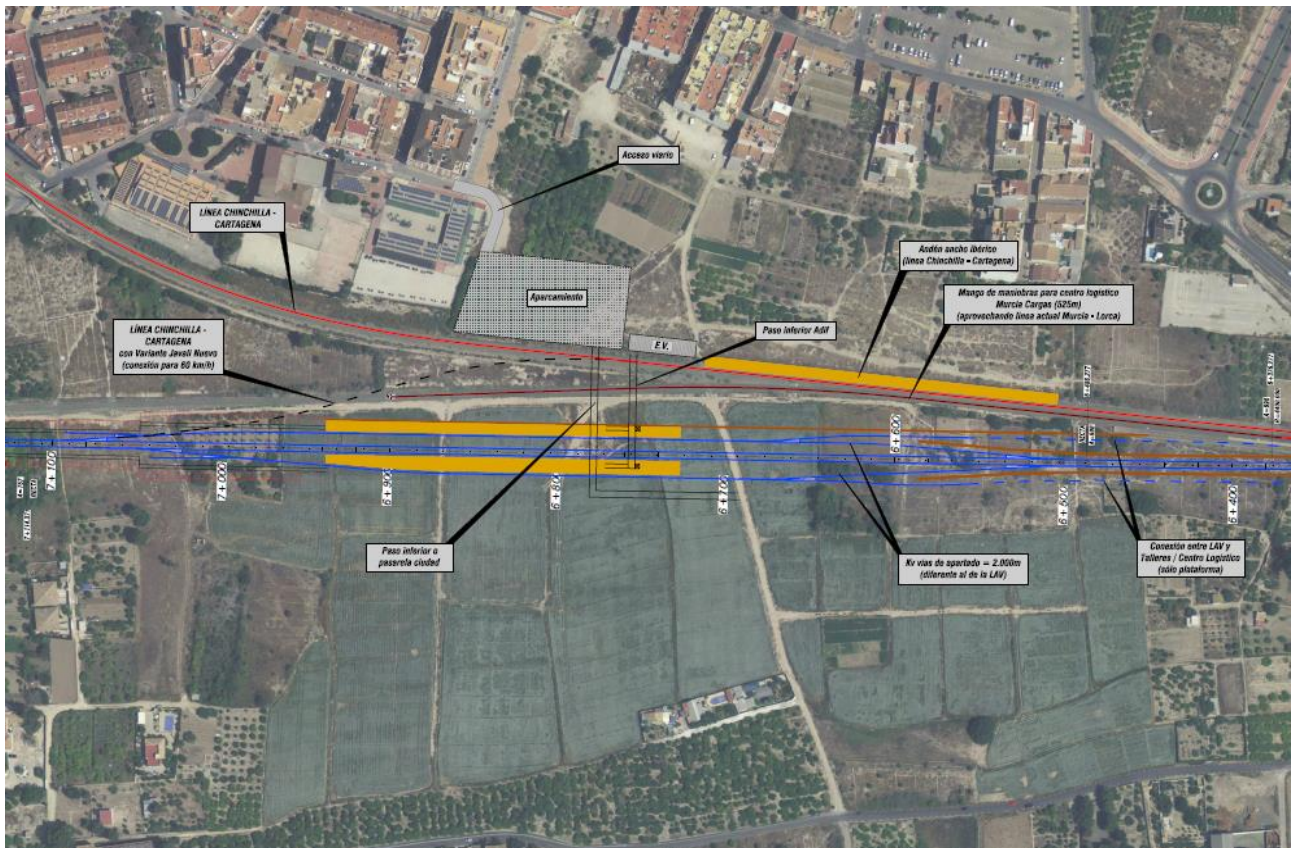 Acceso viario
LÍNEA CHINCHILLA -
CARTAGENA
Andén ancho ibérico
(línea Chinchilla - Cartagena)
Aparcamiento
Mango de maniobras para centro logístico
Murcia Cargas (525m)
(aprovechando línea actual Murcia - Lorca)
LÍNEA CHINCHILLA -
CARTAGENA
con Variante Javalí Nuevo
(conexión para 60 km/h)
E.V.
Paso inferior Adif
7+100
7+000
6+900
6+700
6+600
6+500
6+400
Paso inferior o
pasarela ciudad
Kv vías de apartado = 2.000m
(diferente al de la LAV)
Conexión entre LAV y
Talleres / Centro Logístico
(sólo plataforma)